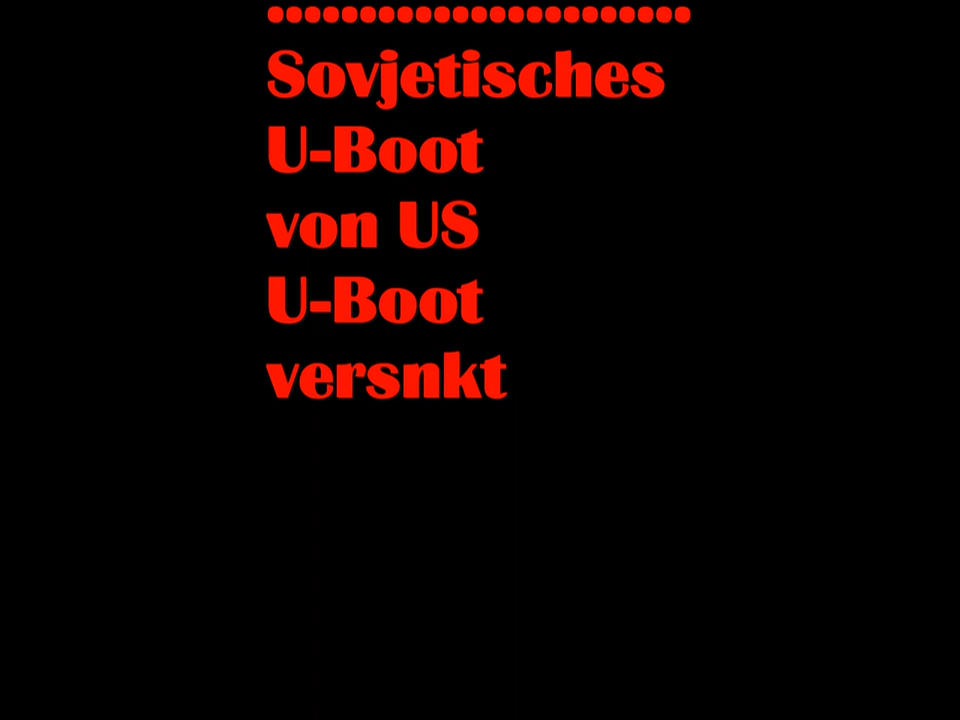 .......................
Sovjetisches
U-Boot
von US
U-Boot
versnkt